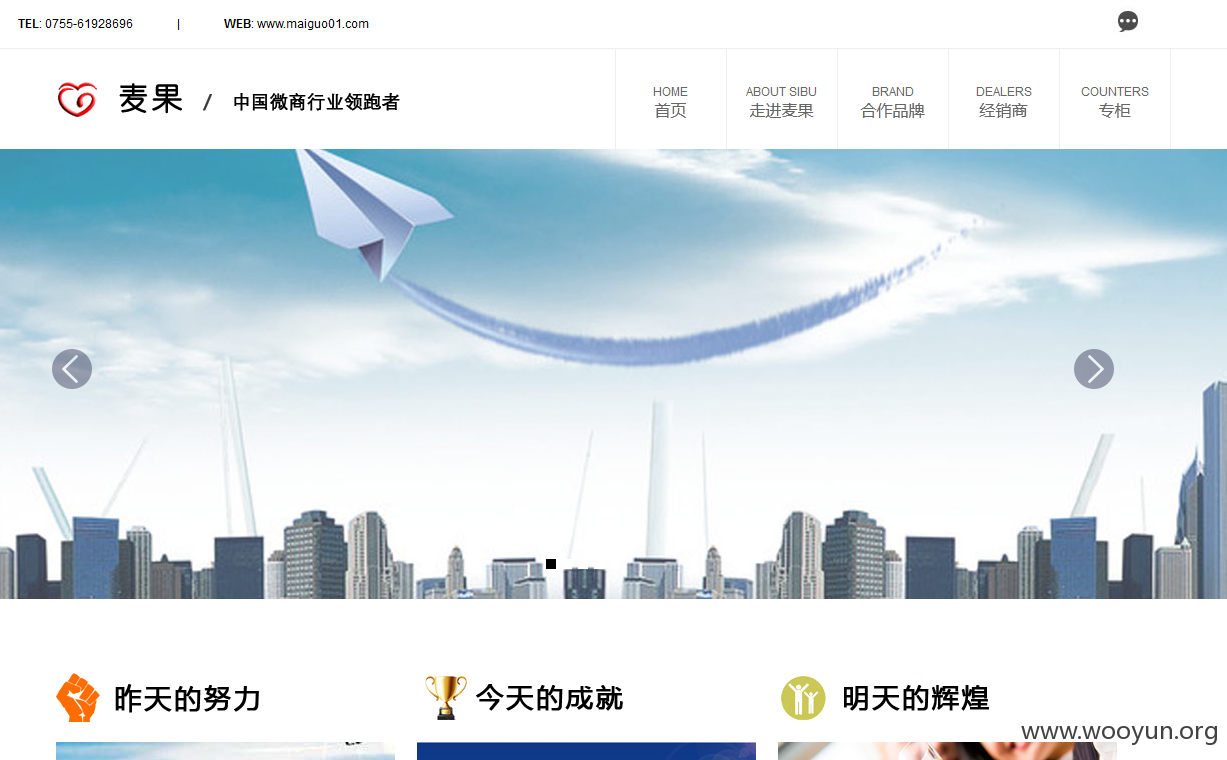 TEL: 0755-61928696 | WEB: www.maiguo01.com
麦果 / 中国微商行业领跑者
HOME ABOUT SIBU BRAND DEALERS COUNTERS
首页 走进麦果 合作品牌 经销商 专柜
昨天的努力 今天的成就 明天的辉煌
www.wooyun.org